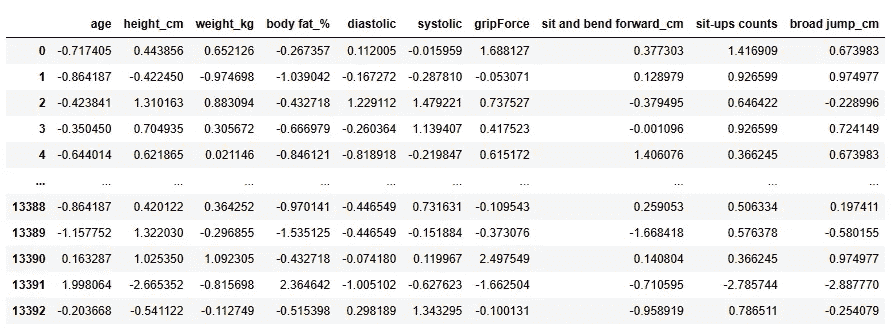 age height_cm weight_kg body fat_% diastolic systolic gripForce sit and bend forward_cm sit-ups counts broad jump_cm
0 -0.717405 0.443856 0.652126 -0.267357 0.112005 -0.015959 1.688127 0.377303 1.416909 0.673983
1 -0.864187 -0.422450 -0.974698 -1.039042 -0.167272 -0.287810 -0.053071 0.128979 0.926599 0.974977
2 -0.423841 1.310163 0.883094 -0.432718 1.229112 1.479221 0.737527 -0.379495 0.646422 -0.228996
3 -0.350450 0.704935 0.305672 -0.666979 -0.260364 1.139407 0.417523 -0.001096 0.926599 0.724149
4 -0.644014 0.621865 0.021146 -0.846121 -0.818918 -0.219847 0.615172 1.406076 0.366245 0.673983
... ... ... ... ... ... ... ... ... ... ...
13388 -0.864187 0.420122 0.364252 -0.970141 -0.446549 0.731631 -0.109543 0.259053 0.506334 0.197411
13389 -1.157752 1.322030 -0.296855 -1.535125 -0.446549 -0.151884 -0.373076 -1.668418 0.576378 -0.580155
13390 0.163287 1.025350 1.092305 -0.432718 -0.074180 0.119967 2.497549 0.140804 0.366245 0.974977
13391 1.998064 -2.665352 -0.815698 2.364642 -1.005102 -0.627623 -1.662504 -0.710595 -2.785744 -2.887770
13392 -0.203668 -0.541122 -0.112749 -0.515398 0.298189 1.343295 -0.100131 -0.958919 0.786511 -0.254079